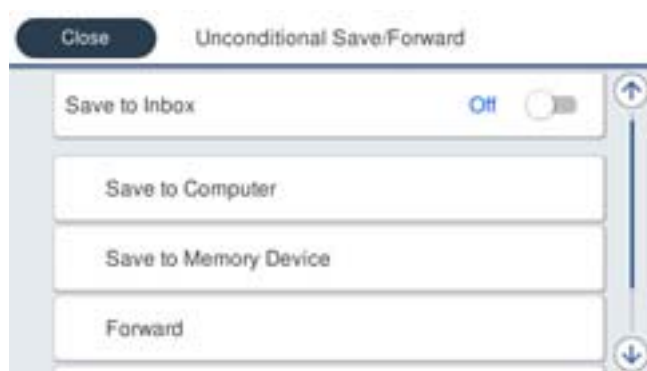 Close Unconditional Save/Forward
Save to Inbox Off
Save to Computer
Save to Memory Device
Forward